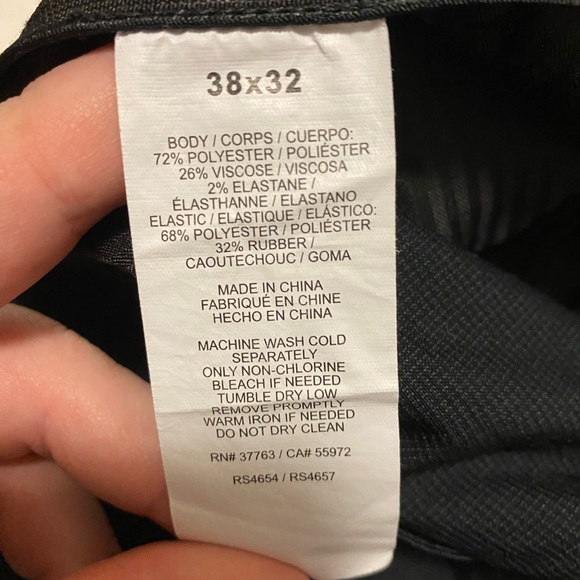 38x32
BODY / CORPS / CUERPO:
72% POLYESTER / POLIÉSTER
26% VISCOSE / VISCOSA
2% ELASTANE /
ÉLASTHANNE / ELASTANO
ELASTIC / ELASTIQUE / ELÁSTICO:
68% POLYESTER / POLIÉSTER
32% RUBBER /
CAOUTECHOUC / GOMA
MADE IN CHINA
FABRIQUÉ EN CHINE
HECHO EN CHINA
MACHINE WASH COLD
SEPARATELY
ONLY NON-CHLORINE
BLEACH IF NEEDED
TUMBLE DRY LOW
REMOVE PROMPTLY
WARM IRON IF NEEDED
DO NOT DRY CLEAN
RN# 37763 / CA# 55972
RS4654 / RS4657